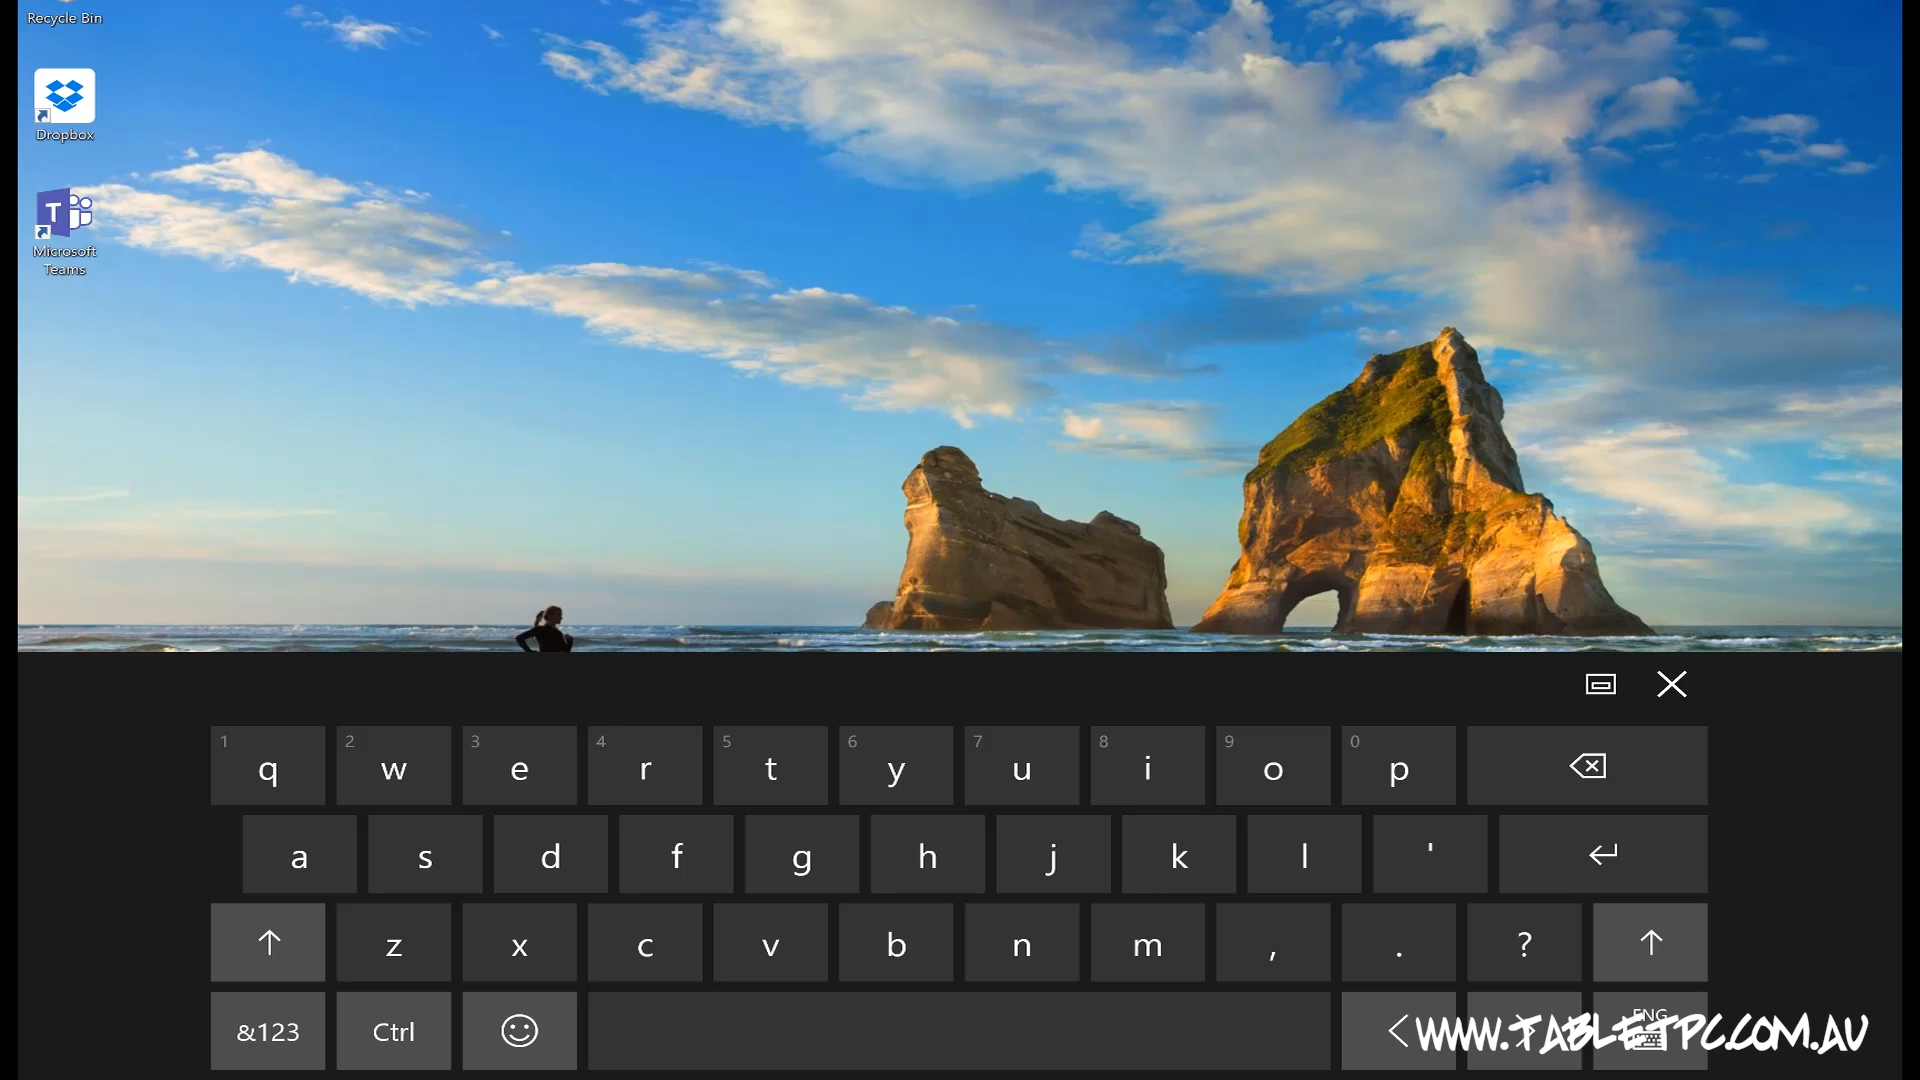 Recycle Bin
Dropbox
T
Microsoft
Teams
1 2 3 4 5 6 7 8 9 0
q w e r t y u i o p
a s d f g h j k l '
z x c v b n m , . ?
&123 Ctrl ENG
www.TABLETPC.COM.AU